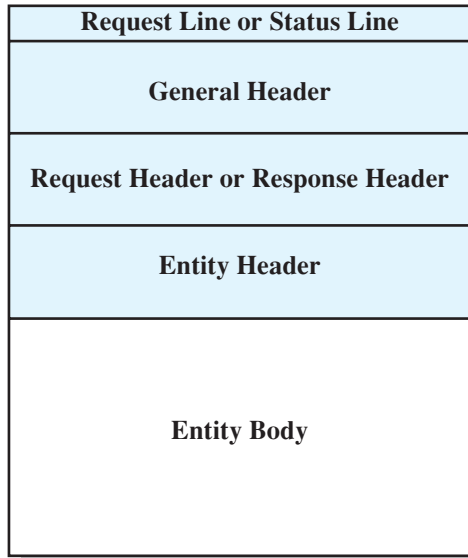 Request Line or Status Line
General Header
Request Header or Response Header
Entity Header
Entity Body